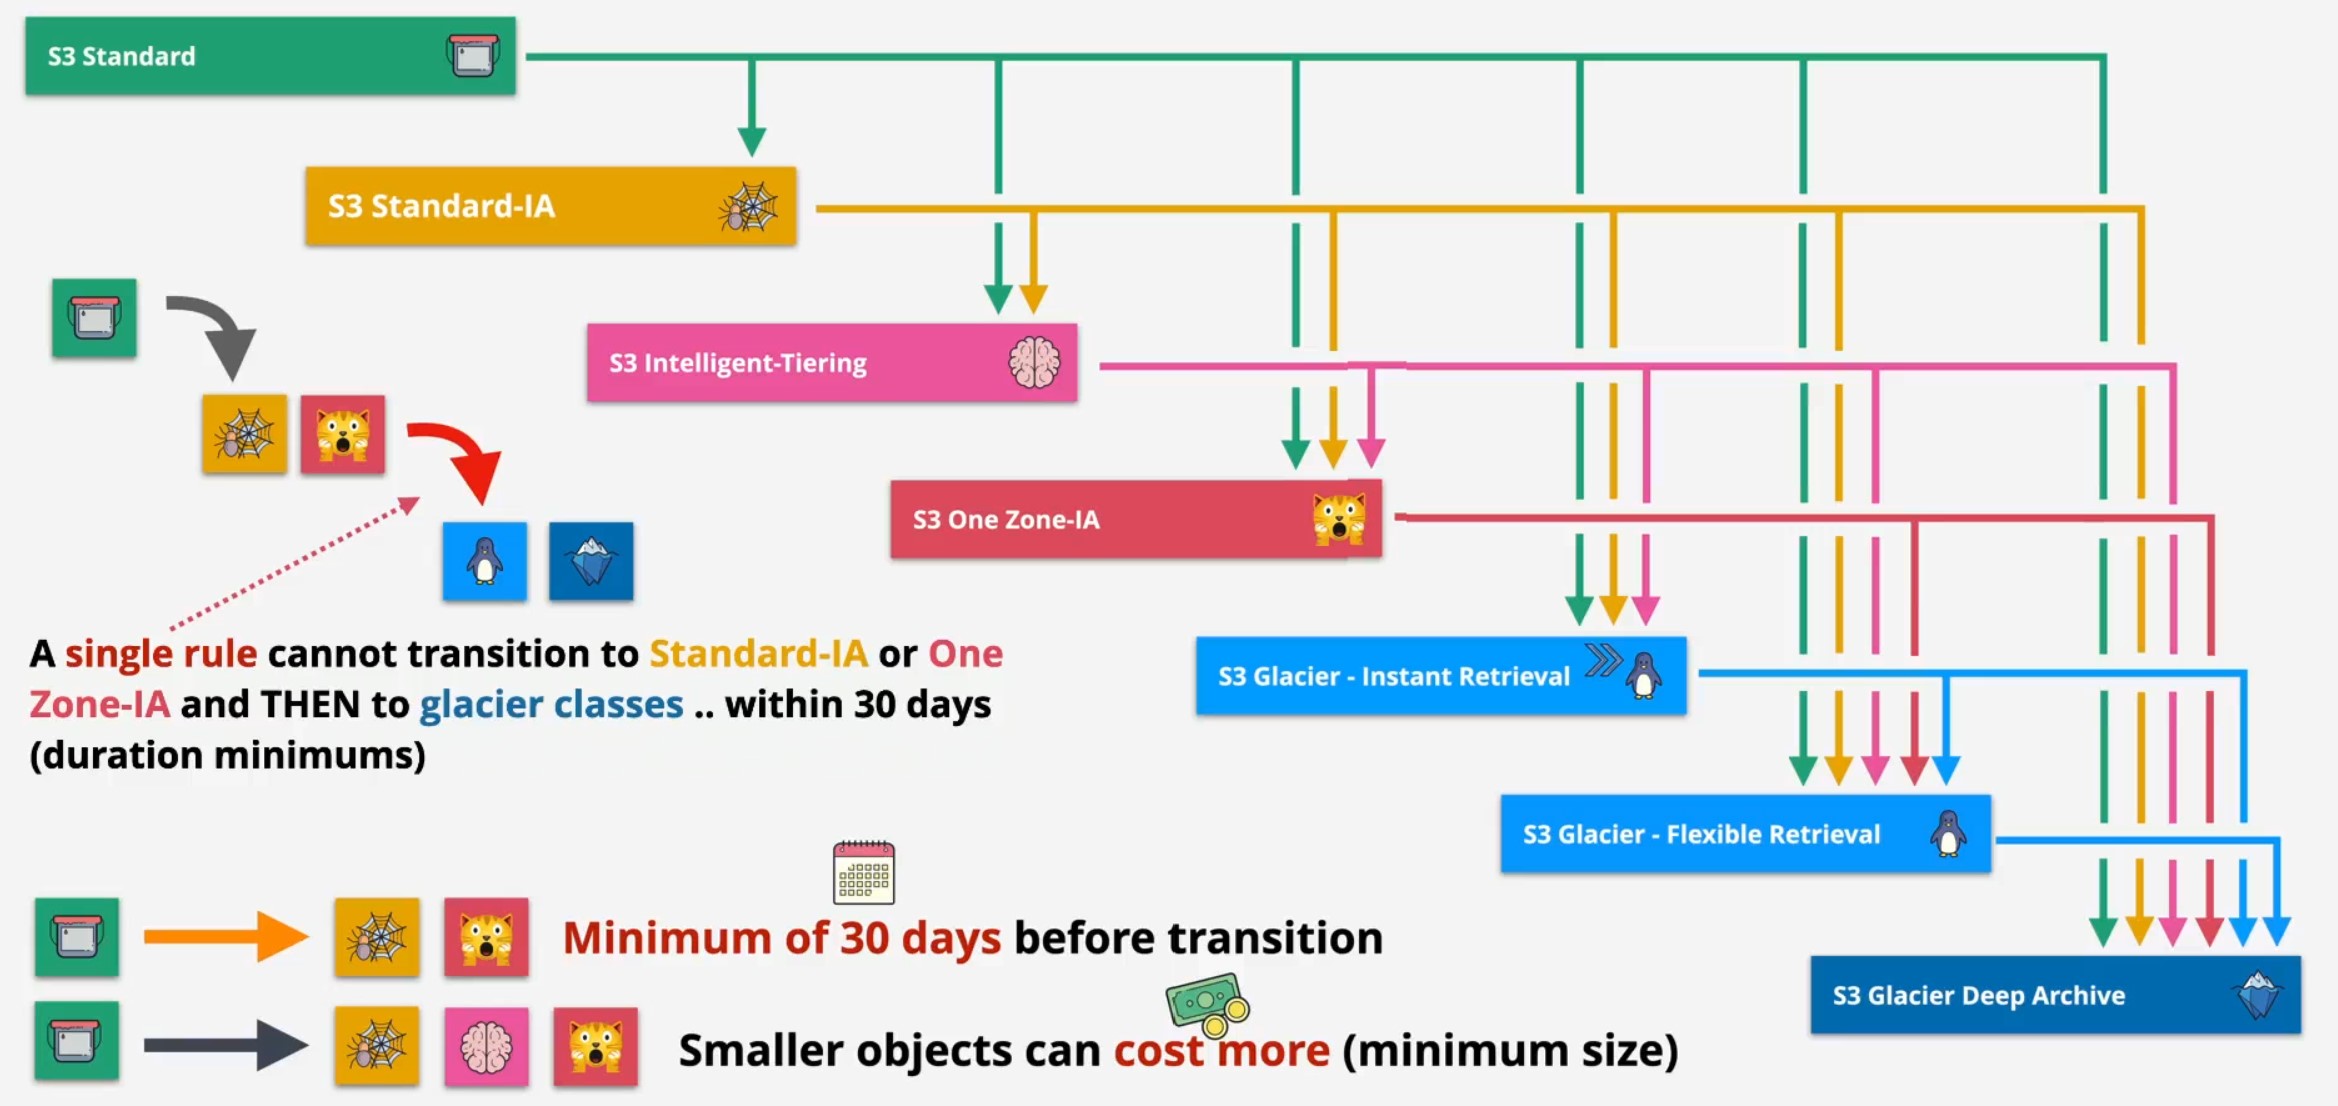 S3 Standard
S3 Standard-IA
S3 Intelligent-Tiering
S3 One Zone-IA
S3 Glacier - Instant Retrieval
S3 Glacier - Flexible Retrieval
S3 Glacier Deep Archive
A single rule cannot transition to Standard-IA or One
Zone-IA and THEN to glacier classes .. within 30 days
(duration minimums)
Minimum of 30 days before transition
Smaller objects can cost more (minimum size)